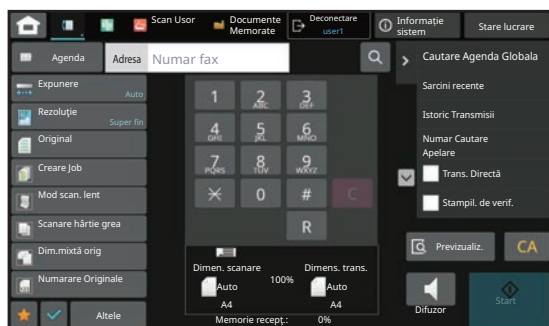 Scan Usor
Documente
Memorate
Deconectare
user1
Informație
sistem
Stare lucrare
Agenda
Adresa
Numar fax
Cautare Agenda Globala
Expunere
Auto
Rezoluție
Super fin
Original
Creare Job
Mod scan. lent
Scanare hârtie grea
Dim.mixtă orig
Numarare Originale
Altele
1
2
ABC
3
DEF
4
GHI
5
JKL
6
MNO
7
PQRS
8
TUV
9
WXYZ
0
#
C
R
Sarcini recente
Istoric Transmisii
Numar Cautare
Apelare
Trans. Directă
Stampil. de verif.
Previzualiz.
CA
Dimen. scanare
100%
Dimens. trans.
Auto
A4
Auto
A4
Memorie recepț.: 0%
Difuzor
Start